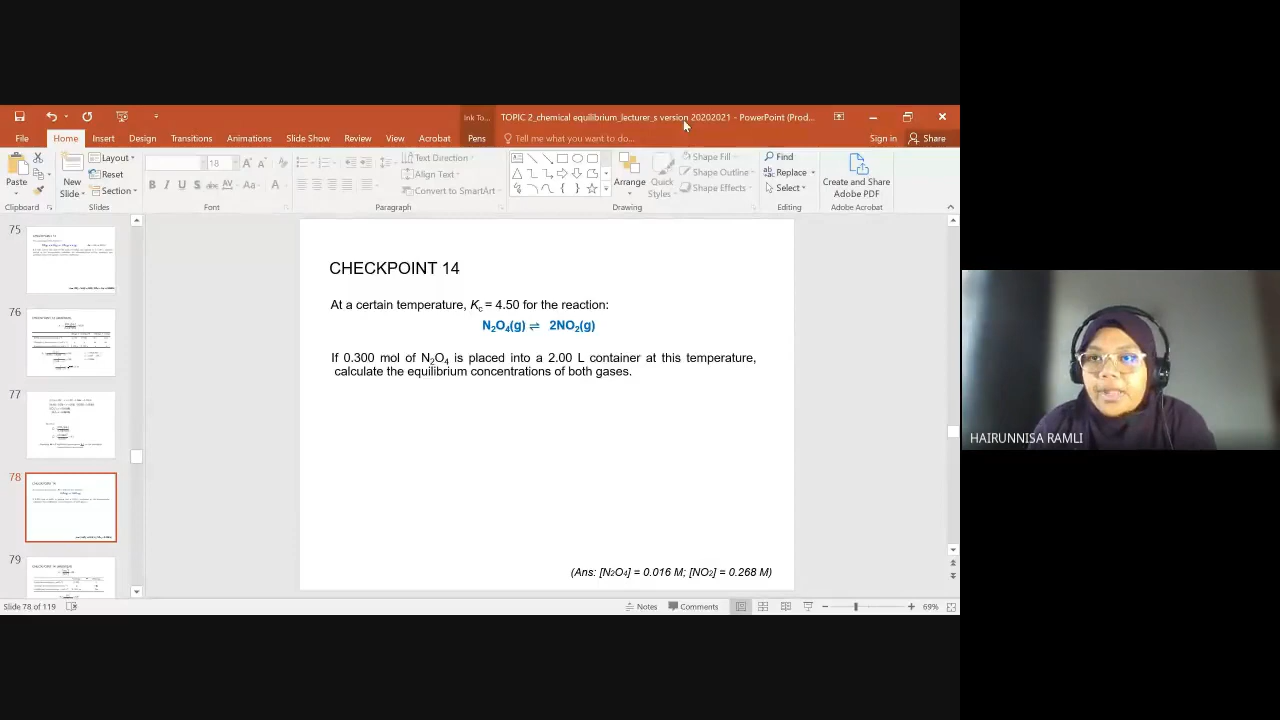 Ink To...
TOPIC 2_chemical equilibrium_lecturer_s version 20202021 - PowerPoint (Prod...
File Home Insert Design Transitions Animations Slide Show Review View Acrobat Pens Tell me what you want to do... Sign in Share
Paste
Clipboard
New Slide
Layout
Reset
Section
Slides
18
B I U S abc AV Aa A
Font
Text Direction
Align Text
Convert to SmartArt
Paragraph
Arrange
Quick Styles
Shape Fill
Shape Outline
Shape Effects
Drawing
Find
Replace
Select
Editing
Create and Share
Adobe PDF
Adobe Acrobat
75
76
77
78
79
CHECKPOINT 14
At a certain temperature, Kc = 4.50 for the reaction:
N2O4(g) ⇌ 2NO2(g)
If 0.300 mol of N2O4 is placed into a 2.00 L container at this temperature,
calculate the equilibrium concentrations of both gases.
(Ans: [N2O4] = 0.016 M; [NO2] = 0.268 M
HAIRUNNISA RAMLI
Slide 78 of 119
Notes Comments 69%